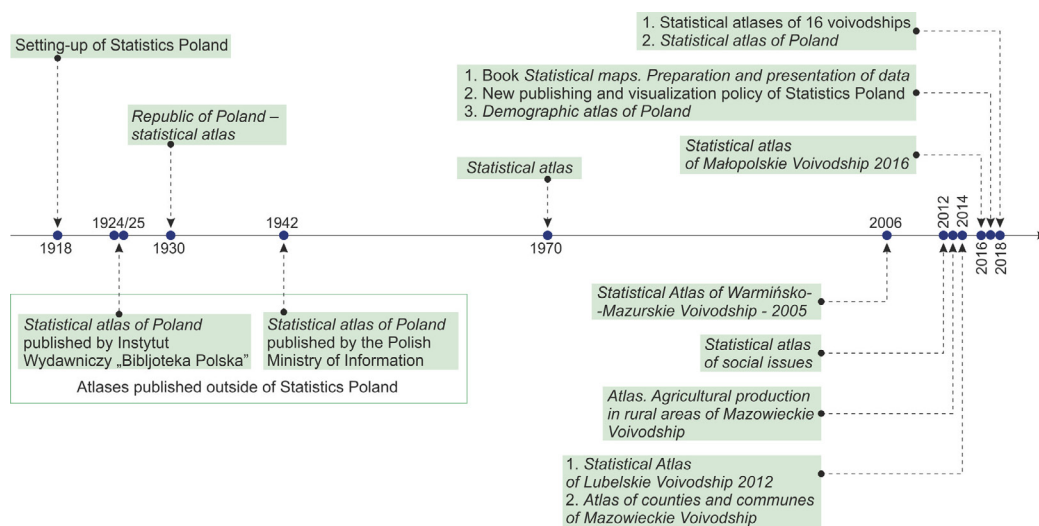 Setting-up of Statistics Poland
Republic of Poland –
statistical atlas
Statistical atlas
1. Statistical atlases of 16 voivodships
2. Statistical atlas of Poland
1. Book Statistical maps. Preparation and presentation of data
2. New publishing and visualization policy of Statistics Poland
3. Demographic atlas of Poland
Statistical atlas
of Małopolskie Voivodship 2016
1918
1924/25
1930
1942
1970
2006
2012
2014
2016
2018
Statistical atlas of Poland
published by Instytut
Wydawniczy „Bibljoteka Polska”
Statistical atlas of Poland
published by the Polish
Ministry of Information
Atlases published outside of Statistics Poland
Statistical Atlas of Warmińsko-
-Mazurskie Voivodship - 2005
Statistical atlas
of social issues
Atlas. Agricultural production
in rural areas of Mazowieckie
Voivodship
1. Statistical Atlas
of Lubelskie Voivodship 2012
2. Atlas of counties and communes
of Mazowieckie Voivodship